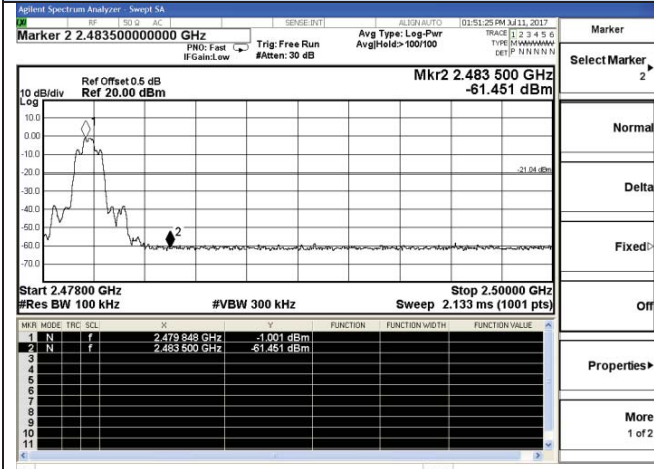 Agilent Spectrum Analyzer - Swept SA
RF 50 Ω AC SENSE:INT ALIGN AUTO 01:51:25 PM Jul 11, 2017
Marker 2 2.483500000000 GHz
PNO: Fast
IFGain:Low
Trig: Free Run
#Atten: 30 dB
Avg Type: Log-Pwr
Avg|Hold:>100/100
TRACE 1 2 3 4 5 6
TYPE MWWWWW
DET P N N N N N
Ref Offset 0.5 dB
10 dB/div Ref 20.00 dBm
Log
Mkr2 2.483 500 GHz
-61.451 dBm
10.0
0.00
-10.0
-20.0
-30.0
-40.0
-50.0
-60.0
-70.0
1
2
-21.04 dBm
Start 2.47800 GHz Stop 2.50000 GHz
#Res BW 100 kHz #VBW 300 kHz Sweep 2.133 ms (1001 pts)
MKR MODE TRC SCL X Y FUNCTION FUNCTION WIDTH FUNCTION VALUE
1 N f 2.479 848 GHz -1.001 dBm
2 N f 2.483 500 GHz -61.451 dBm
3
4
5
6
7
8
9
10
11
Marker
Select Marker
2
Normal
Delta
Fixed
Off
Properties
More
1 of 2